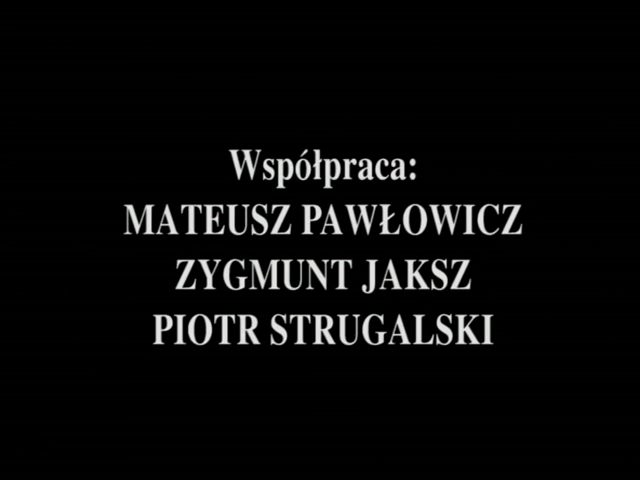 Współpraca:
MATEUSZ PAWŁOWICZ
ZYGMUNT JAKSZ
PIOTR STRUGALSKI